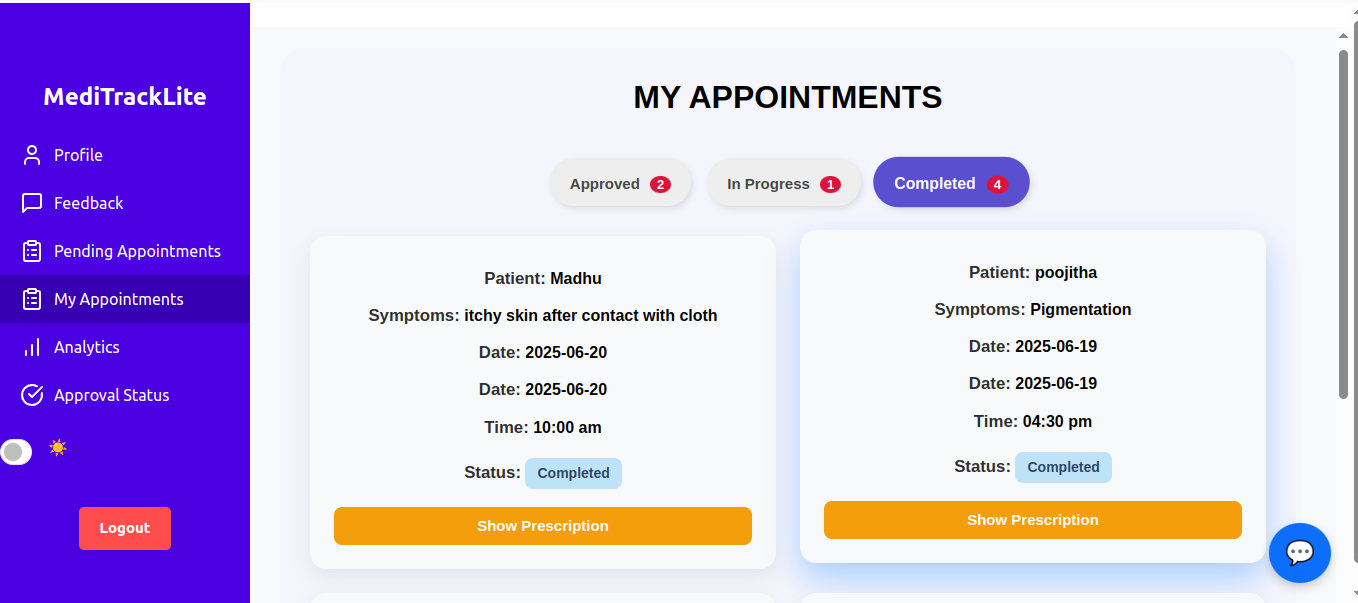 MediTrackLite
Profile
Feedback
Pending Appointments
My Appointments
Analytics
Approval Status
Logout
MY APPOINTMENTS
Approved 2
In Progress 1
Completed 4
Patient: Madhu
Symptoms: itchy skin after contact with cloth
Date: 2025-06-20
Date: 2025-06-20
Time: 10:00 am
Status: Completed
Show Prescription
Patient: poojitha
Symptoms: Pigmentation
Date: 2025-06-19
Date: 2025-06-19
Time: 04:30 pm
Status: Completed
Show Prescription